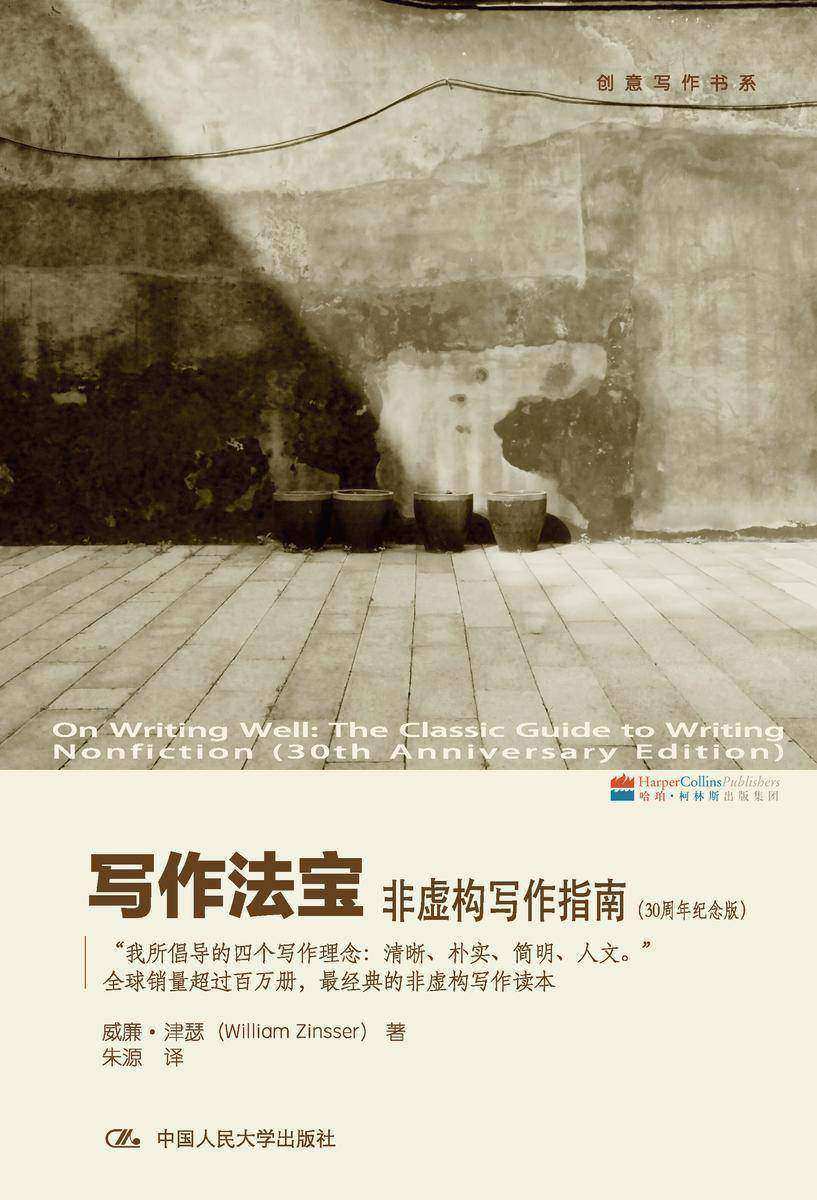 创意写作书系
On Writing Well: The Classic Guide to Writing
Nonfiction (30th Anniversary Edition)
HarperCollinsPublishers
哈珀·柯林斯出版集团
写作法宝 非虚构写作指南（30周年纪念版）
“我所倡导的四个写作理念：清晰、朴实、简明、人文。”
全球销量超过百万册，最经典的非虚构写作读本
威廉·津瑟（William Zinsser） 著
朱源 译
中国人民大学出版社